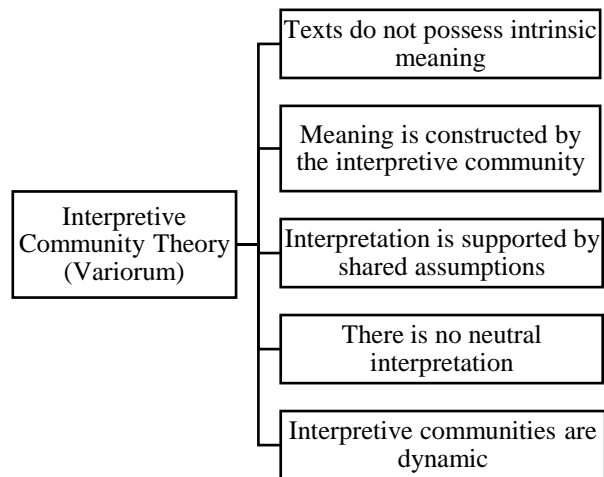 Texts do not possess intrinsic
meaning
Meaning is constructed by
the interpretive community
Interpretive
Community Theory
(Variorum)
Interpretation is supported by
shared assumptions
There is no neutral
interpretation
Interpretive communities are
dynamic